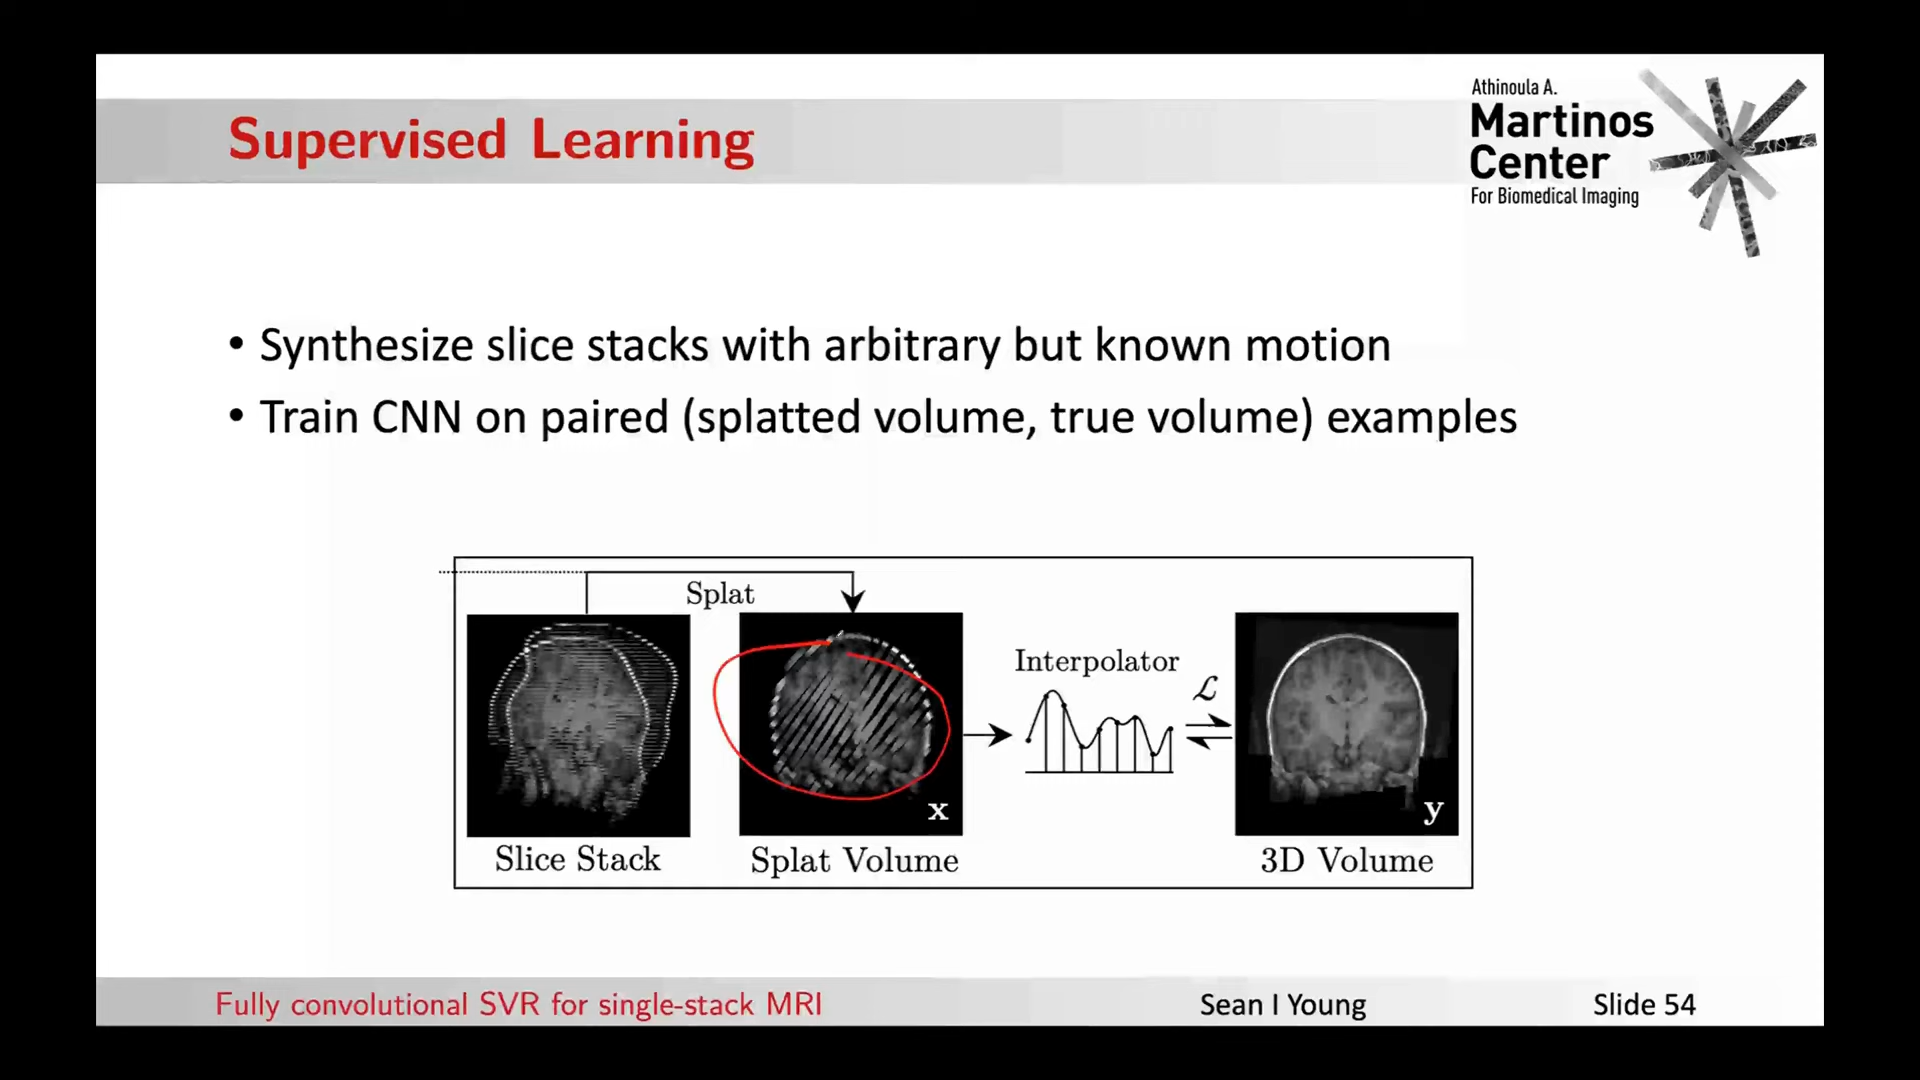 Athinoula A.
Martinos
Center
For Biomedical Imaging
Supervised Learning
• Synthesize slice stacks with arbitrary but known motion
• Train CNN on paired (splatted volume, true volume) examples
Splat
Interpolator
ℒ
x
y
Slice Stack
Splat Volume
3D Volume
Fully convolutional SVR for single-stack MRI
Sean I Young
Slide 54